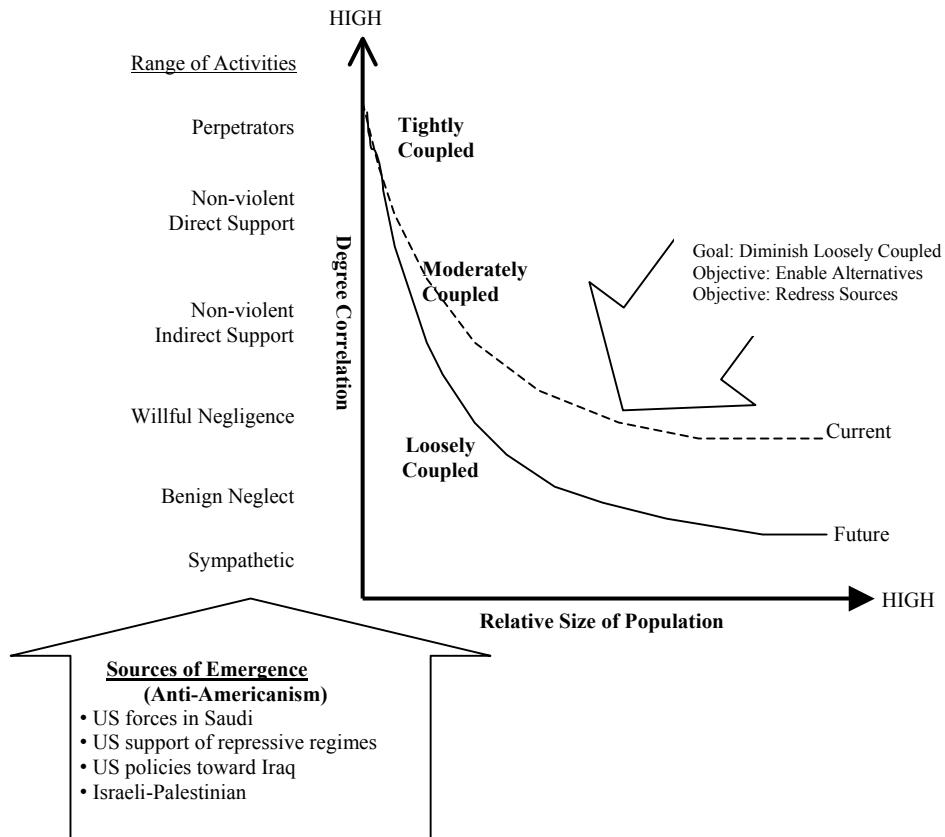 HIGH
Range of Activities
Perpetrators
Non-violent
Direct Support
Non-violent
Indirect Support
Willful Negligence
Benign Neglect
Sympathetic
Degree Correlation
Tightly
Coupled
Moderately
Coupled
Loosely
Coupled
Goal: Diminish Loosely Coupled
Objective: Enable Alternatives
Objective: Redress Sources
Current
Future
HIGH
Relative Size of Population
Sources of Emergence
(Anti-Americanism)
• US forces in Saudi
• US support of repressive regimes
• US policies toward Iraq
• Israeli-Palestinian